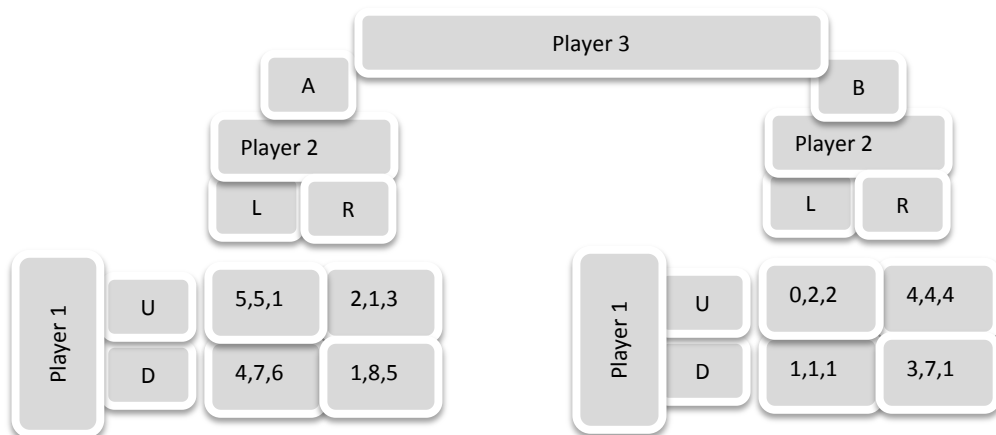 Player 3
A
B
Player 2
Player 2
L R
L R
Player 1
U 5,5,1 2,1,3
D 4,7,6 1,8,5
Player 1
U 0,2,2 4,4,4
D 1,1,1 3,7,1